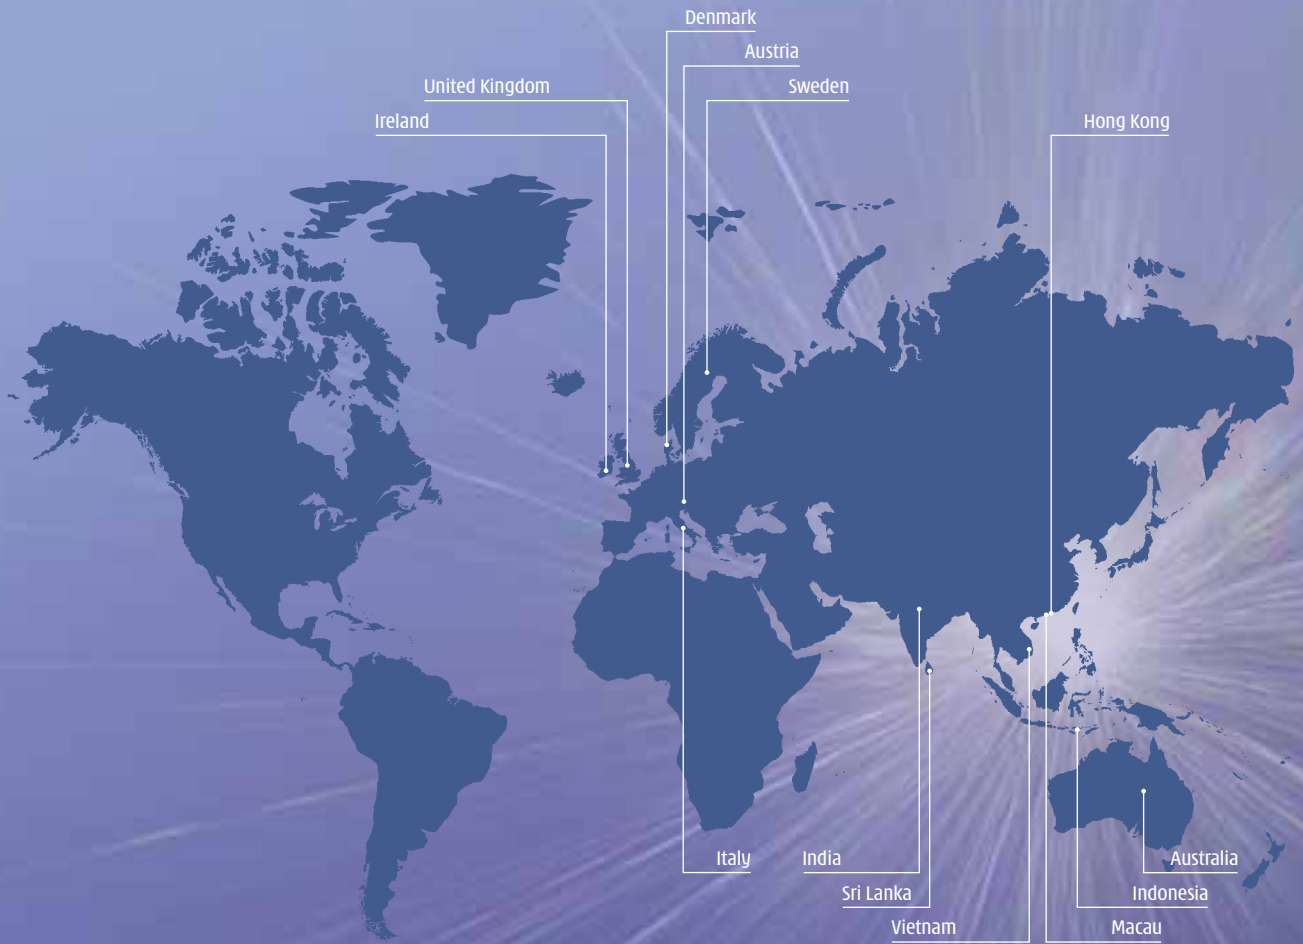 Denmark
Austria
United Kingdom
Sweden
Ireland
Hong Kong
Italy
India
Australia
Sri Lanka
Indonesia
Vietnam
Macau